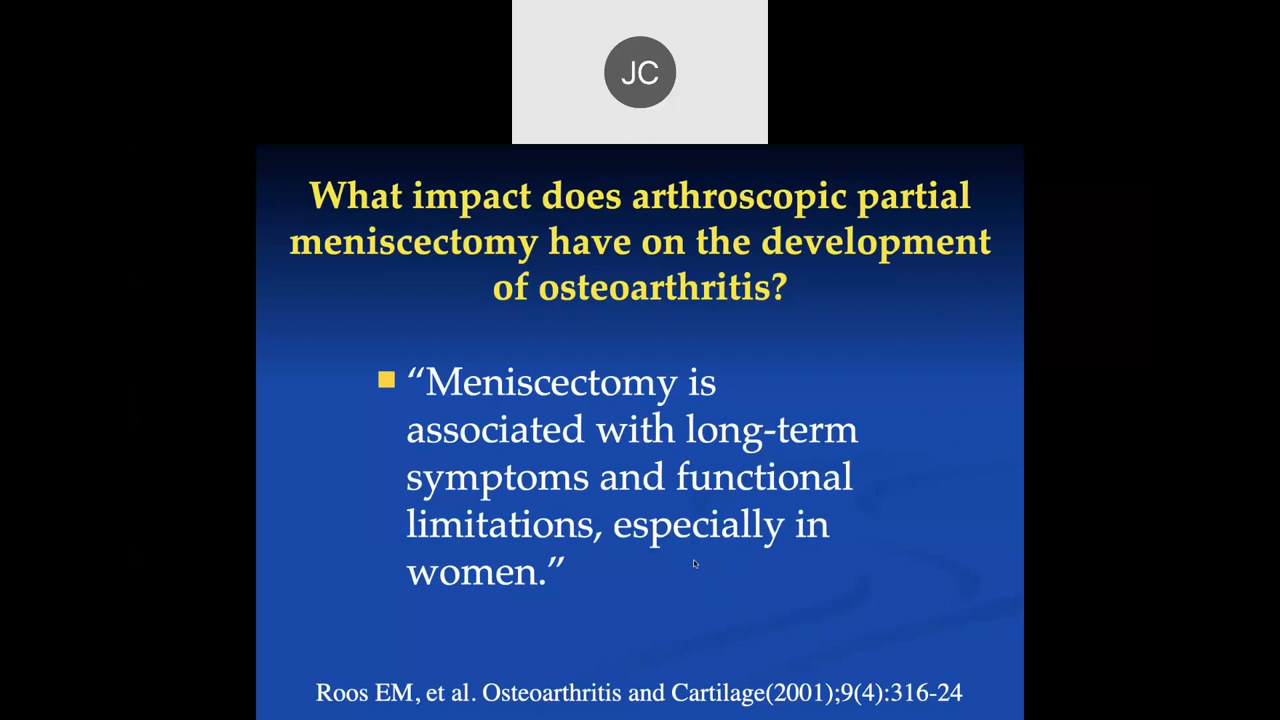 JC
What impact does arthroscopic partial
meniscectomy have on the development
of osteoarthritis?
“Meniscectomy is
associated with long-term
symptoms and functional
limitations, especially in
women.”
Roos EM, et al. Osteoarthritis and Cartilage(2001);9(4):316-24